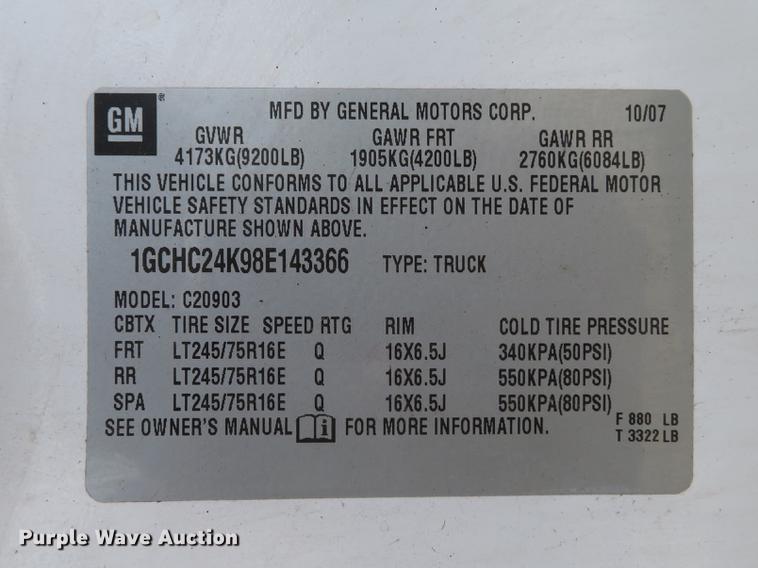 GM® MFD BY GENERAL MOTORS CORP. 10/07
GVWR GAWR FRT GAWR RR
4173KG(9200LB) 1905KG(4200LB) 2760KG(6084LB)
THIS VEHICLE CONFORMS TO ALL APPLICABLE U.S. FEDERAL MOTOR
VEHICLE SAFETY STANDARDS IN EFFECT ON THE DATE OF
MANUFACTURE SHOWN ABOVE.
1GCHC24K98E143366 TYPE: TRUCK
MODEL: C20903
CBTX TIRE SIZE SPEED RTG RIM COLD TIRE PRESSURE
FRT LT245/75R16E Q 16X6.5J 340KPA(50PSI)
RR LT245/75R16E Q 16X6.5J 550KPA(80PSI)
SPA LT245/75R16E Q 16X6.5J 550KPA(80PSI)
SEE OWNER'S MANUAL i FOR MORE INFORMATION.
F 880 LB
T 3322 LB
Purple Wave Auction